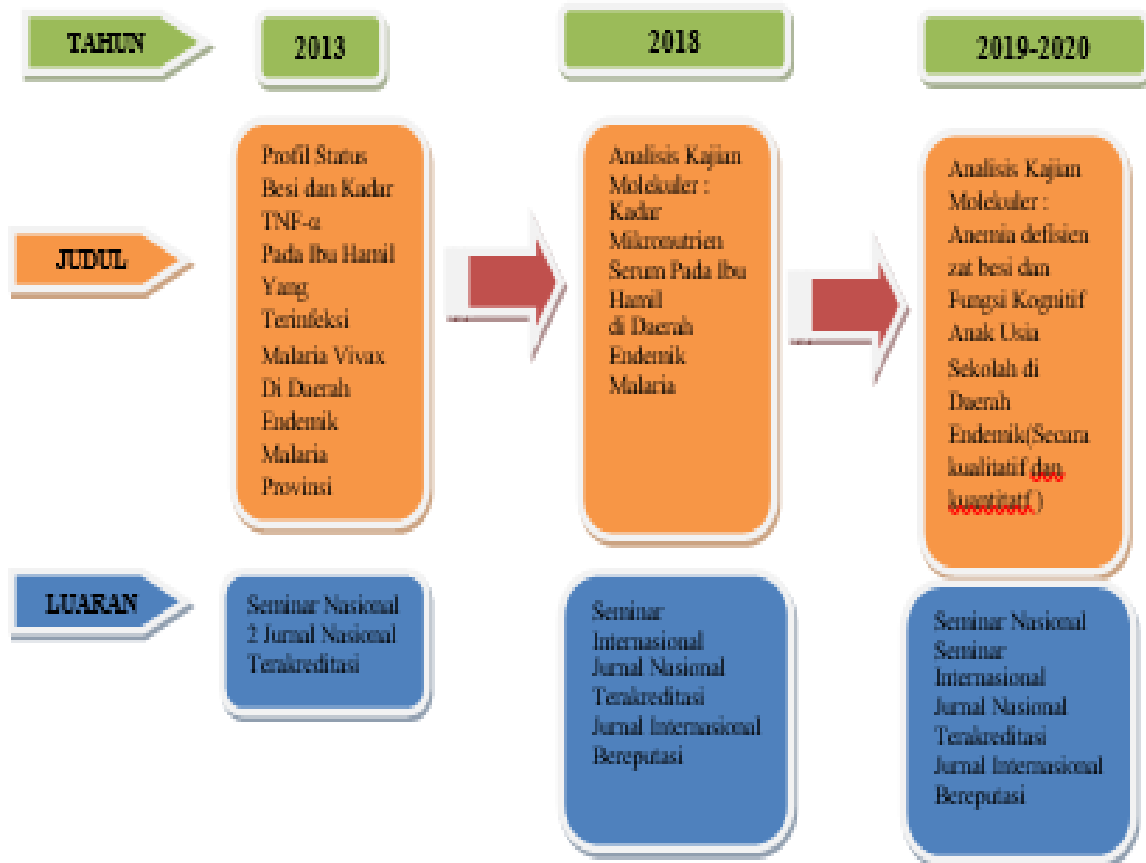 TAHUN
2013
2018
2019-2020
JUDUL
Profil Status
Besi dan Kadar
TNF-α
Pada Ibu Hamil
Yang
Terinfeksi
Malaria Vivax
Di Daerah
Endemik
Malaria
Provinsi
Analisis Kajian
Molekuler :
Kadar
Mikronutrien
Serum Pada Ibu
Hamil
di Daerah
Endemik
Malaria
Analisis Kajian
Molekuler :
Anemia defisien
zat besi dan
Fungsi Kognitif
Anak Usia
Sekolah di
Daerah
Endemik(Secara
kualitatif dan
kuantitatf.)
LUARAN
Seminar Nasional
2 Jurnal Nasional
Terakreditasi
Seminar
Internasional
Jurnal Nasional
Terakreditasi
Jurnal Internasional
Bereputasi
Seminar Nasional
Seminar
Internasional
Jurnal Nasional
Terakreditasi
Jurnal Internasional
Bereputasi